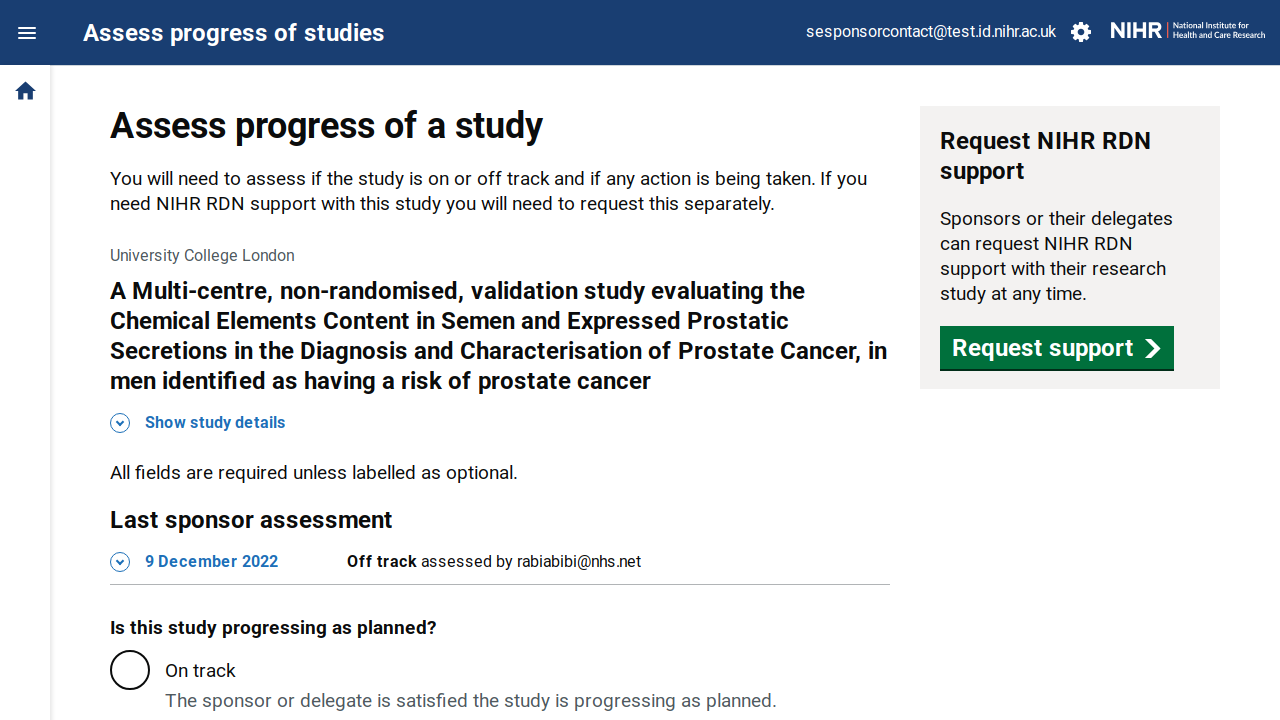 Assess progress of studies
sesponsorcontact@test.id.nihr.ac.uk
NIHR
National Institute for
Health and Care Research
Assess progress of a study
You will need to assess if the study is on or off track and if any action is being taken. If you
need NIHR RDN support with this study you will need to request this separately.
University College London
A Multi-centre, non-randomised, validation study evaluating the
Chemical Elements Content in Semen and Expressed Prostatic
Secretions in the Diagnosis and Characterisation of Prostate Cancer, in
men identified as having a risk of prostate cancer
Show study details
All fields are required unless labelled as optional.
Last sponsor assessment
9 December 2022 Off track assessed by rabiabibi@nhs.net
Is this study progressing as planned?
On track
The sponsor or delegate is satisfied the study is progressing as planned.
Request NIHR RDN
support
Sponsors or their delegates
can request NIHR RDN
support with their research
study at any time.
Request support